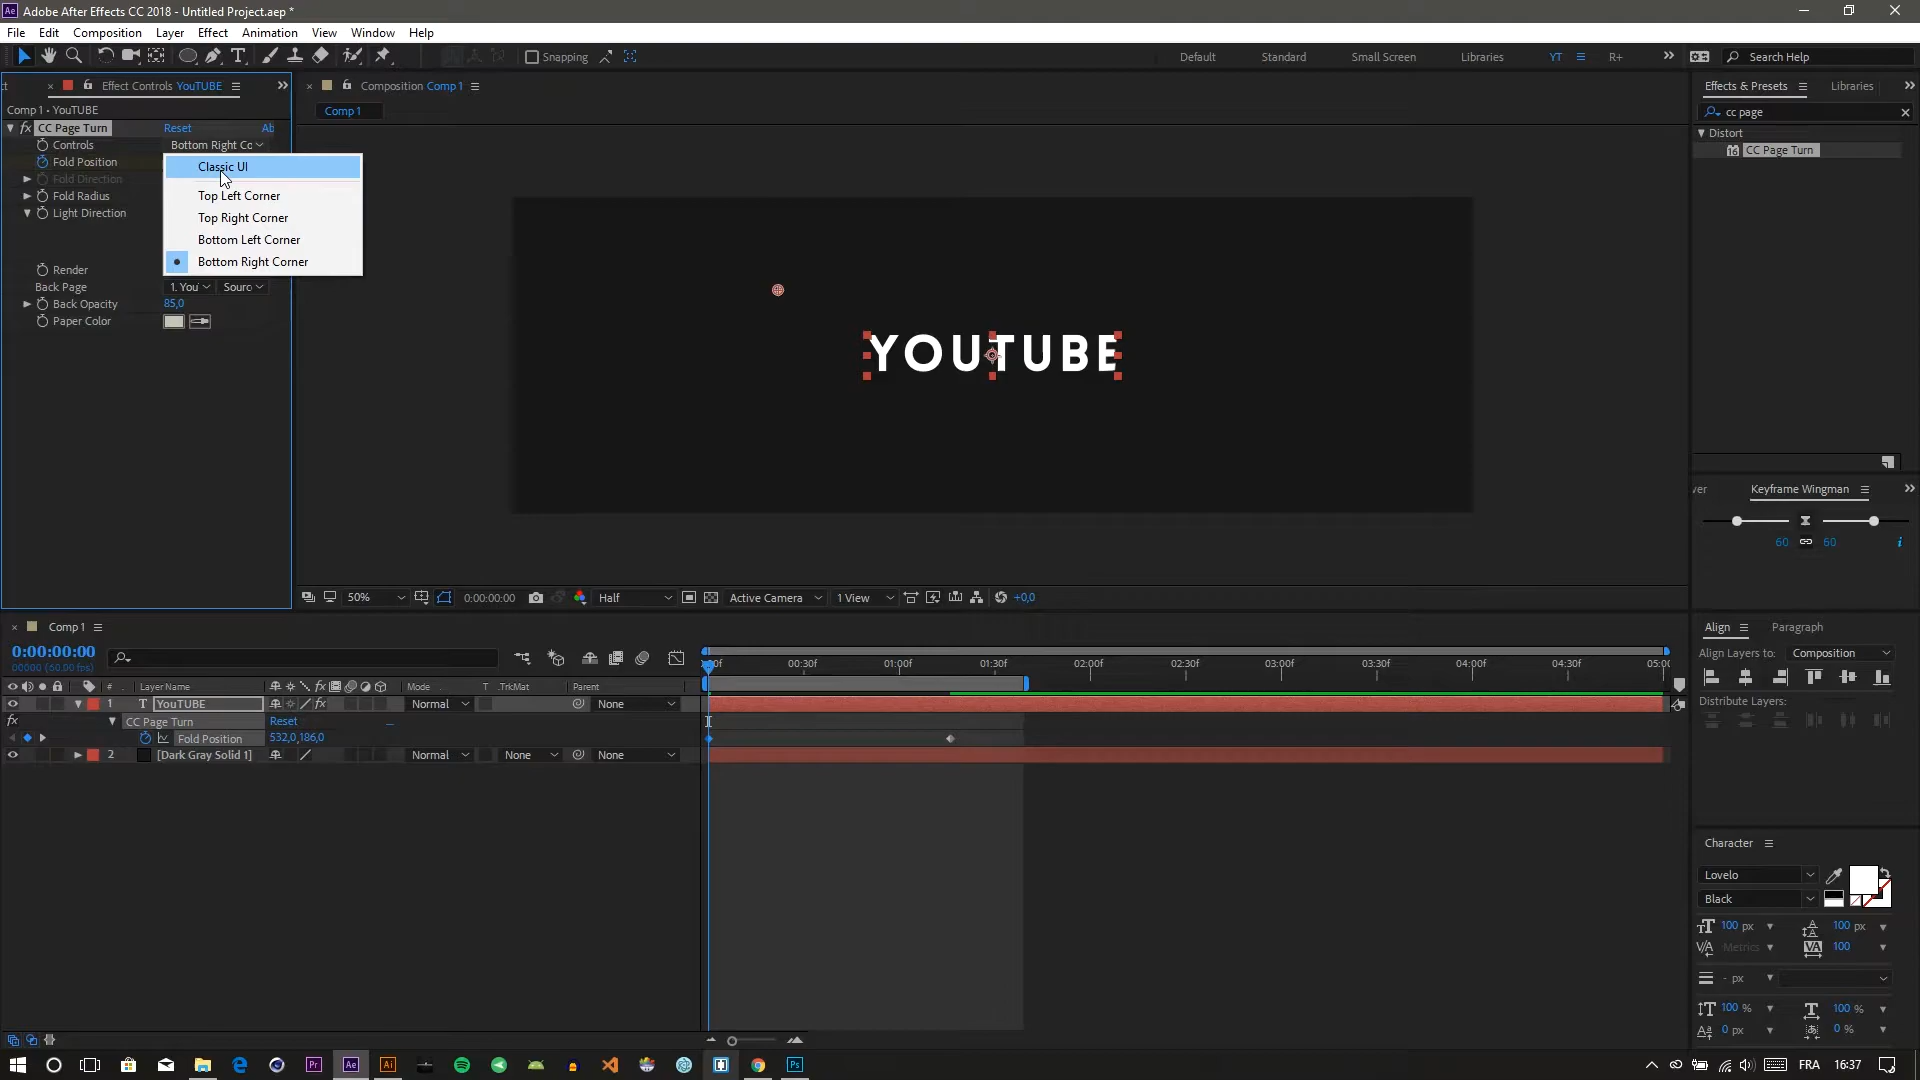 Adobe After Effects CC 2018 - Untitled Project.aep *
File Edit Composition Layer Effect Animation View Window Help
Snapping Default Standard Small Screen Libraries YT R+ Search Help
Effect Controls YouTUBE
Composition Comp 1
Effects & Presets Libraries
Comp 1 • YouTUBE
Comp 1
cc page
CC Page Turn Reset Ab
Distort
Controls Bottom Right Co
CC Page Turn
Fold Position
Classic UI
Fold Direction
Fold Radius
Top Left Corner
Light Direction
Top Right Corner
Bottom Left Corner
Bottom Right Corner
Render
Back Page 1. You Sourc
Back Opacity 85,0
Paper Color
YOUTUBE
Keyframe Wingman
60 60
50% 0:00:00:00 Half Active Camera 1 View +0,0
Comp 1
Align Paragraph
0:00:00:00
00000 (60.00 fps)
Align Layers to: Composition
00:30f 01:00f 01:30f 02:00f 02:30f 03:00f 03:30f 04:00f 04:30f 05:00
# Layer Name Mode T .TrkMat Parent
Distribute Layers:
1 T YouTUBE Normal None
fx CC Page Turn Reset
Fold Position 532,0,186,0
2 [Dark Gray Solid 1] Normal None None
Character
Lovelo
Black
100 px 100 px
Metrics 100
- px
100 % 100 %
0 px 0 %
FRA 16:37